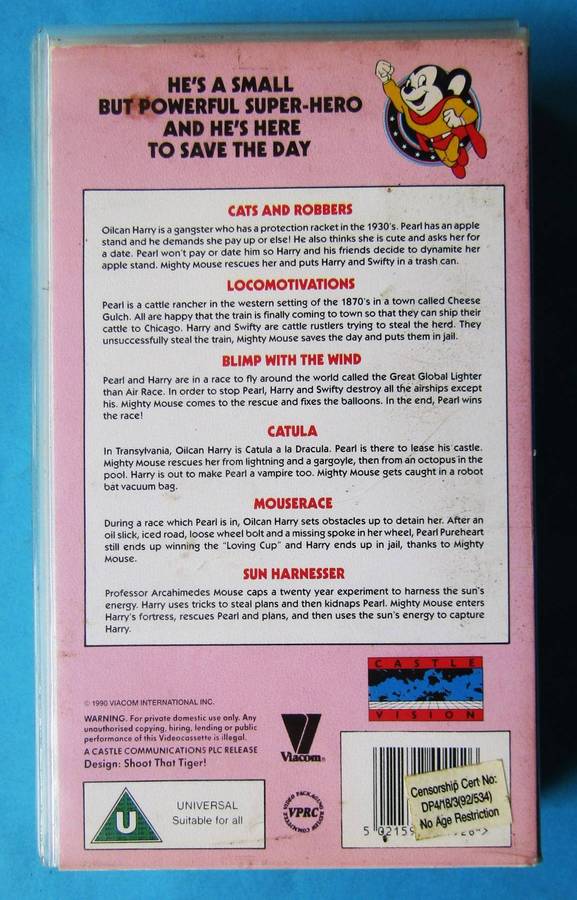 HE'S A SMALL
BUT POWERFUL SUPER-HERO
AND HE'S HERE
TO SAVE THE DAY
CATS AND ROBBERS
Oilcan Harry is a gangster who has a protection racket in the 1930's. Pearl has an apple
stand and he demands she pay up or else! He also thinks she is cute and asks her for
a date. Pearl won't pay or date him so Harry and his friends decide to dynamite her
apple stand. Mighty Mouse rescues her and puts Harry and Swifty in a trash can.
LOCOMOTIVATIONS
Pearl is a cattle rancher in the western setting of the 1870's in a town called Cheese
Gulch. All are happy that the train is finally coming to town so that they can ship their
cattle to Chicago. Harry and Swifty are cattle rustlers trying to steal the herd. They
unsuccessfully steal the train, Mighty Mouse saves the day and puts them in jail.
BLIMP WITH THE WIND
Pearl and Harry are in a race to fly around the world called the Great Global Lighter
than Air Race. In order to stop Pearl, Harry and Swifty destroy all the airships except
his. Mighty Mouse comes to the rescue and fixes the balloons. In the end, Pearl wins
the race!
CATULA
In Transylvania, Oilcan Harry is Catula a la Dracula. Pearl is there to lease his castle.
Mighty Mouse rescues her from lightning and a gargoyle, then from an octopus in the
pool. Harry is out to make Pearl a vampire too. Mighty Mouse gets caught in a robot
bat vacuum bag.
MOUSERACE
During a race which Pearl is in, Oilcan Harry sets obstacles up to detain her. After an
oil slick, iced road, loose wheel bolt and a missing spoke in her wheel, Pearl Pureheart
still ends up winning the "Loving Cup" and Harry ends up in jail, thanks to Mighty
Mouse.
SUN HARNESSER
Professor Arcahimedes Mouse caps a twenty year experiment to harness the sun's
energy. Harry uses tricks to steal plans and then kidnaps Pearl. Mighty Mouse enters
Harry's fortress, rescues Pearl and plans, and then uses the sun's energy to capture
Harry.
© 1990 VIACOM INTERNATIONAL INC.
WARNING. For private domestic use only. Any
unauthorised copying, hiring, lending or public
performance of this Videocassette is illegal.
A CASTLE COMMUNICATIONS PLC RELEASE
Design: Shoot That Tiger!
Viacom®
CASTLE
VISION
U
UNIVERSAL
Suitable for all
VIDEO PACKAGING
REVIEW COMMITTEE
VPRC
Censorship Cert No:
DP4/18/3(92/534)
No Age Restriction
5 02159